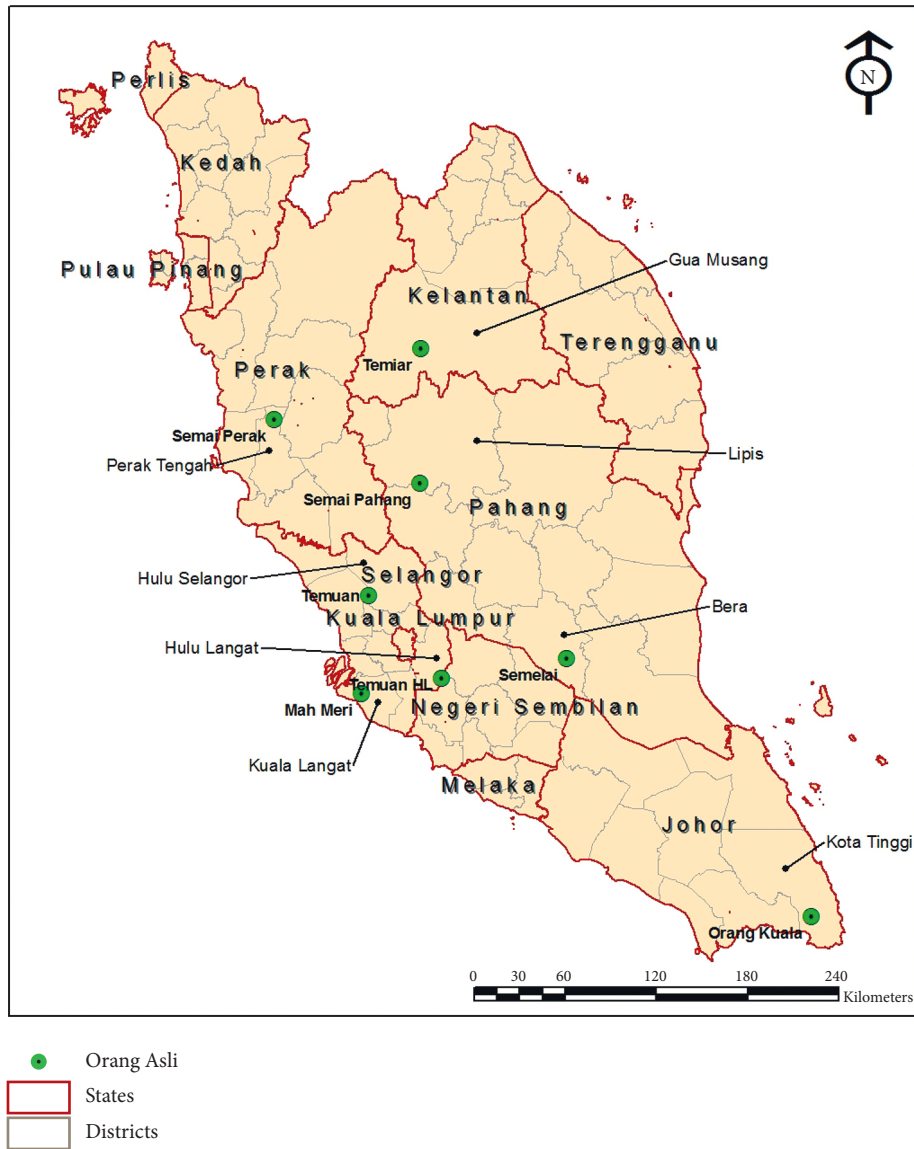 N
Perlis
Kedah
Pulau Pinang
Gua Musang
Kelantan
Terengganu
Temiar
Perak
Semai Perak
Perak Tengah
Lipis
Semai Pahang
Pahang
Hulu Selangor
Selangor
Temuan
Kuala Lumpur
Bera
Hulu Langat
Semelai
Temuan HL
Mah Meri
Negeri Sembilan
Kuala Langat
Melaka
Johor
Kota Tinggi
Orang Kuala
0 30 60 120 180 240
Kilometers
Orang Asli
States
Districts